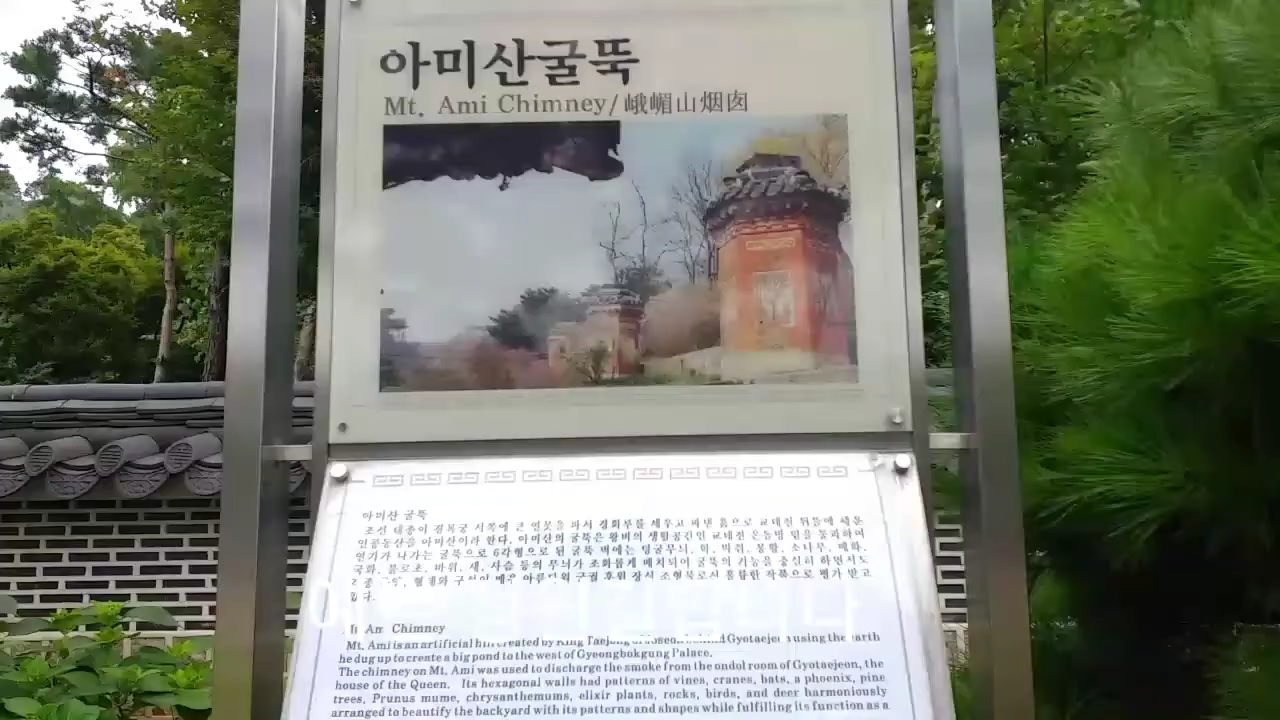 아미산굴뚝
Mt. Ami Chimney/峨嵋山烟囱
아미산 굴뚝
조선 태종이 경복궁 서쪽에 큰 연못을 파서 경회루를 세우고 파낸 흙으로 교태전 뒤뜰에 세운
인공동산을 아미산이라 한다. 아미산의 굴뚝은 왕비의 생활공간인 교태전 온돌방 밑을 통과하여
연기가 나가는 굴뚝으로 6각형으로 된 굴뚝 벽에는 덩굴무늬, 학, 박쥐, 봉황, 소나무, 매화,
국화, 불로초, 바위, 새, 사슴 등의 무늬가 조화롭게 배치되어 굴뚝의 기능을 충실히 하면서도
형태와 구성이 매우 아름다워 궁궐 후원 장식 조형물로서 훌륭한 작품으로 평가 받고
있다.
Mt. Ami Chimney
Mt. Ami is an artificial hill created by King Taejong of Joseon behind Gyotaejeon using the earth
he dug up to create a big pond to the west of Gyeongbokgung Palace.
The chimney on Mt. Ami was used to discharge the smoke from the ondol room of Gyotaejeon, the
house of the Queen. Its hexagonal walls had patterns of vines, cranes, bats, a phoenix, pine
trees, Prunus mume, chrysanthemums, elixir plants, rocks, birds, and deer harmoniously
arranged to beautify the backyard with its patterns and shapes while fulfilling its function as a